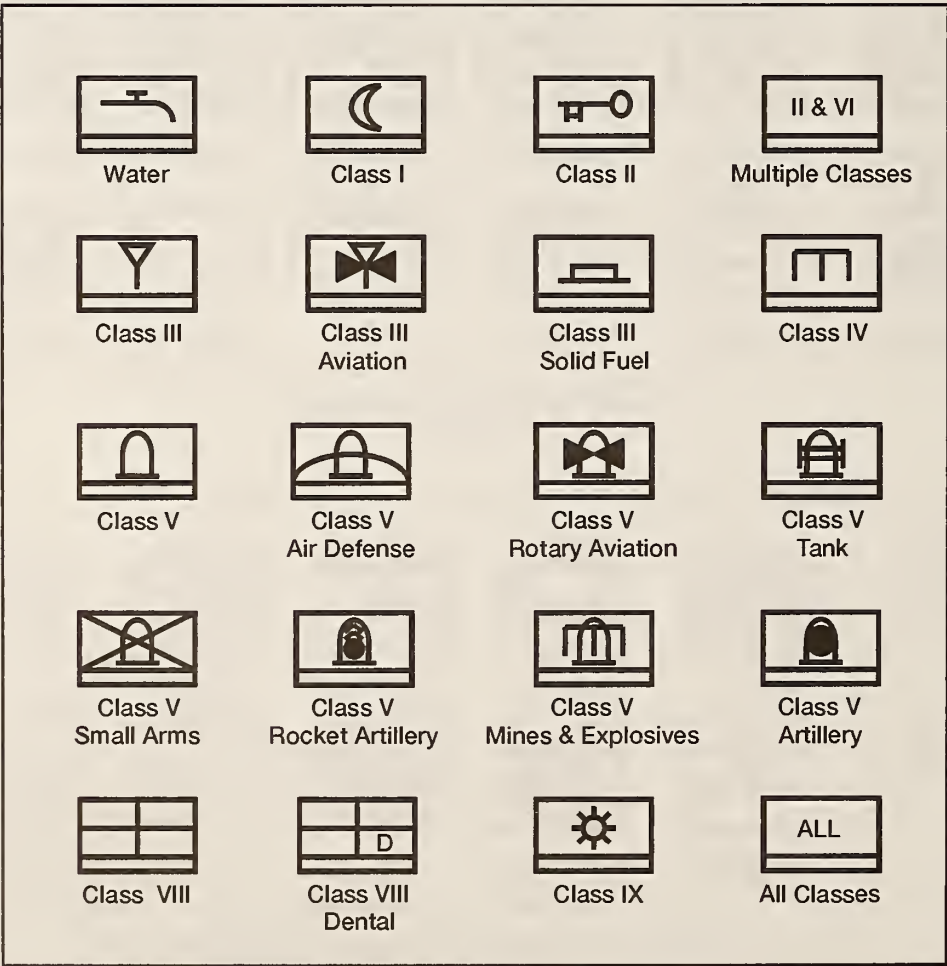 II & VI
Water
Class I
Class II
Multiple Classes
Class III
Class III
Aviation
Class III
Solid Fuel
Class IV
Class V
Class V
Air Defense
Class V
Rotary Aviation
Class V
Tank
Class V
Small Arms
Class V
Rocket Artillery
Class V
Mines & Explosives
Class V
Artillery
D
ALL
Class VIII
Class VIII
Dental
Class IX
All Classes